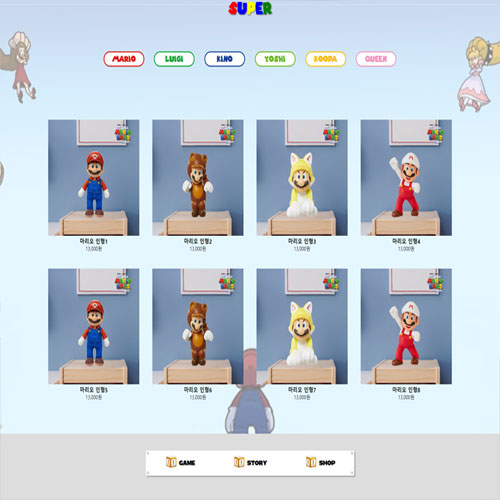 SUPER
MARIO LUIGI KINO YOSHI KOOPA QUEEN
마리오 인형1 마리오 인형2 마리오 인형3 마리오 인형4
13,000원 13,000원 13,000원 13,000원
마리오 인형5 마리오 인형6 마리오 인형7 마리오 인형8
13,000원 13,000원 13,000원 13,000원
GAME STORY SHOP